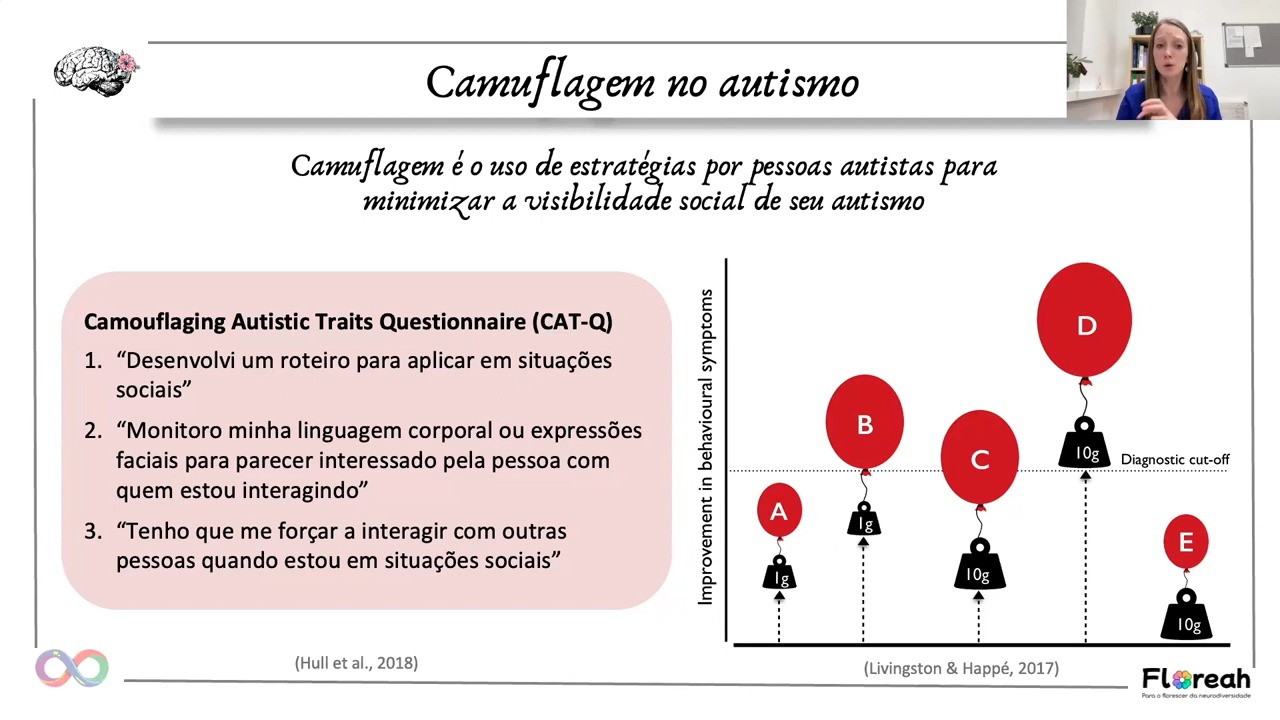 Camuflagem no autismo
Camuflagem é o uso de estratégias por pessoas autistas para
minimizar a visibilidade social de seu autismo
Camouflaging Autistic Traits Questionnaire (CAT-Q)
1. “Desenvolvi um roteiro para aplicar em situações
sociais”
2. “Monitoro minha linguagem corporal ou expressões
faciais para parecer interessado pela pessoa com
quem estou interagindo”
3. “Tenho que me forçar a interagir com outras
pessoas quando estou em situações sociais”
(Hull et al., 2018)
Improvement in behavioural symptoms
A
1g
B
1g
C
10g
D
10g
E
10g
Diagnostic cut-off
(Livingston & Happé, 2017)
Floreah
Para o florescer da neurodiversidade